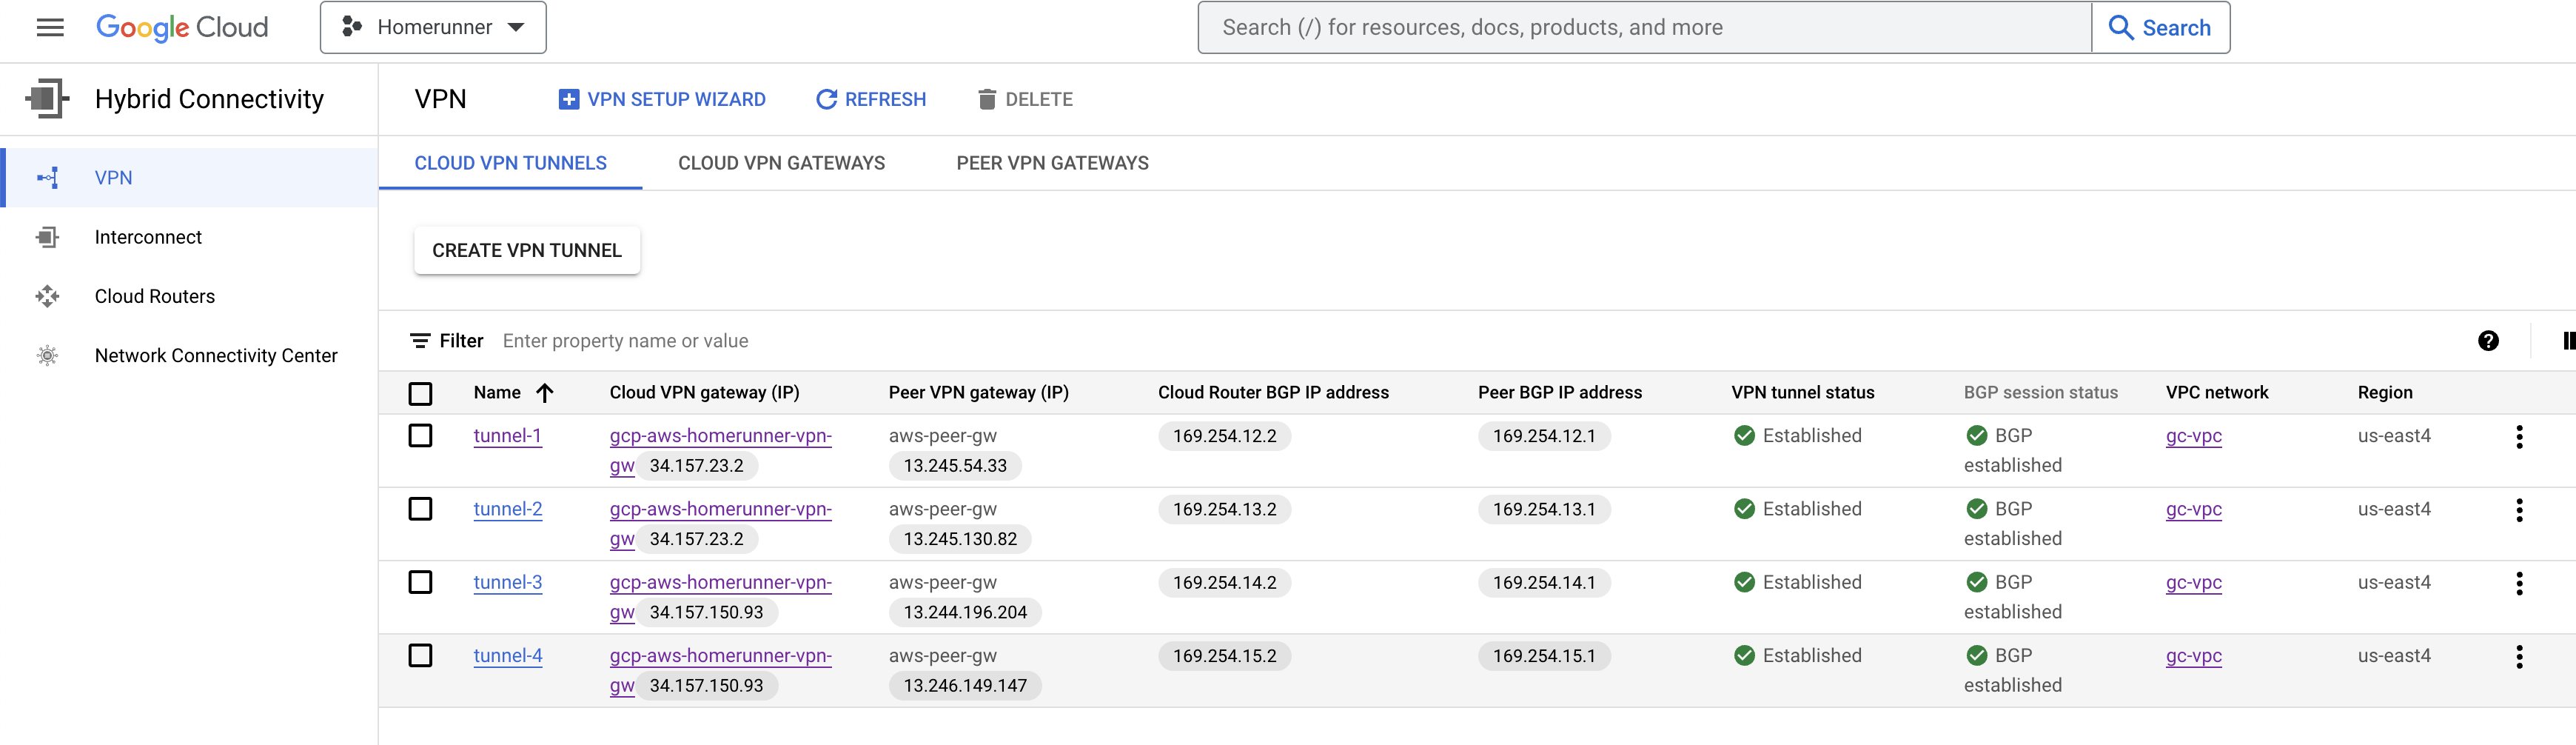 Google Cloud
Homerunner
Search (/) for resources, docs, products, and more
Search
Hybrid Connectivity
VPN
VPN SETUP WIZARD
REFRESH
DELETE
VPN
Interconnect
Cloud Routers
Network Connectivity Center
CLOUD VPN TUNNELS
CLOUD VPN GATEWAYS
PEER VPN GATEWAYS
CREATE VPN TUNNEL
Filter Enter property name or value
Name Cloud VPN gateway (IP) Peer VPN gateway (IP) Cloud Router BGP IP address Peer BGP IP address VPN tunnel status BGP session status VPC network Region
tunnel-1 gcp-aws-homerunner-vpn- aws-peer-gw 169.254.12.2 169.254.12.1 Established BGP gc-vpc us-east4
gw 34.157.23.2 13.245.54.33 established
tunnel-2 gcp-aws-homerunner-vpn- aws-peer-gw 169.254.13.2 169.254.13.1 Established BGP gc-vpc us-east4
gw 34.157.23.2 13.245.130.82 established
tunnel-3 gcp-aws-homerunner-vpn- aws-peer-gw 169.254.14.2 169.254.14.1 Established BGP gc-vpc us-east4
gw 34.157.150.93 13.244.196.204 established
tunnel-4 gcp-aws-homerunner-vpn- aws-peer-gw 169.254.15.2 169.254.15.1 Established BGP gc-vpc us-east4
gw 34.157.150.93 13.246.149.147 established